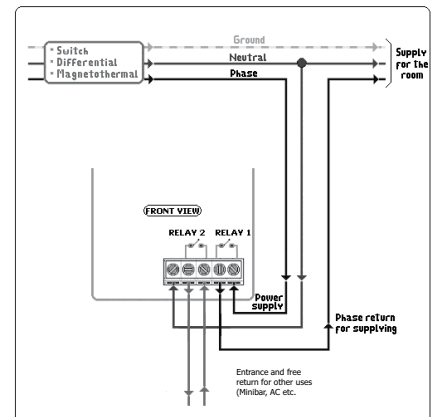 Ground
Neutral
Phase
▪ Switch
▪ Differential
▪ Magnetothermal
Supply
for the
room
FRONT VIEW
RELAY 2 RELAY 1
Power
supply
Phase return
for supplying
Entrance and free
return for other uses
(Minibar, AC etc.